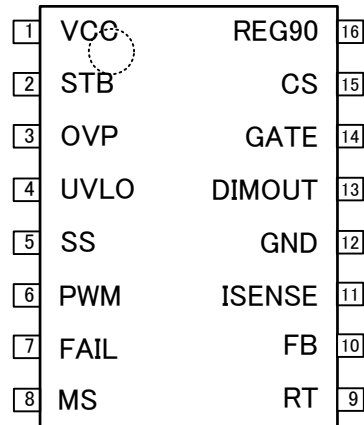 1 VCC REG90 16
2 STB CS 15
3 OVP GATE 14
4 UVLO DIMOUT 13
5 SS GND 12
6 PWM ISENSE 11
7 FAIL FB 10
8 MS RT 9